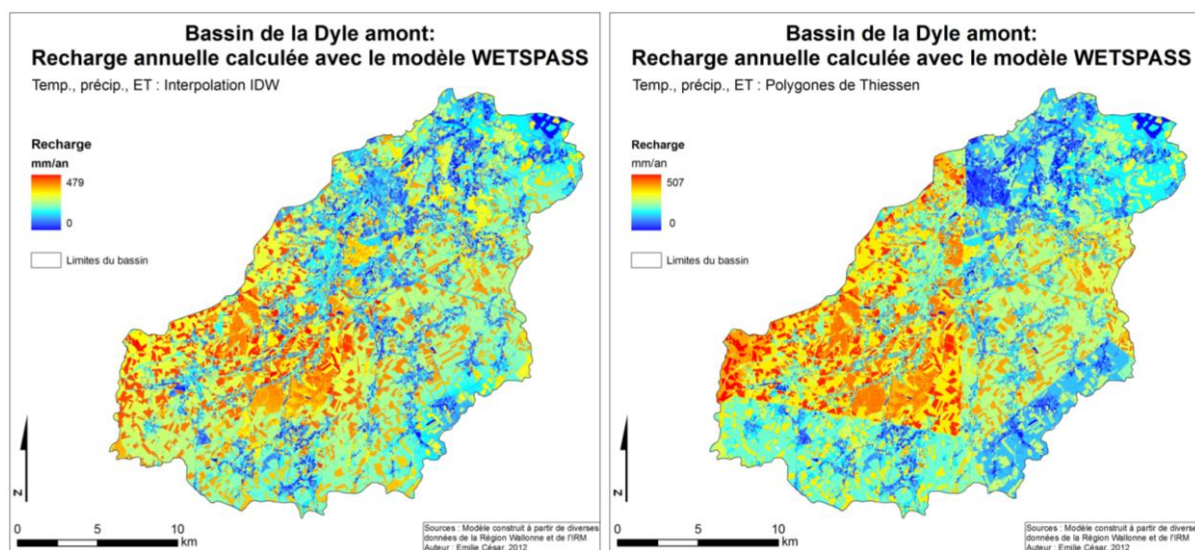 Bassin de la Dyle amont:
Recharge annuelle calculée avec le modèle WETSPASS
Temp., précip., ET : Interpolation IDW
Recharge
mm/an
479
0
Limites du bassin
N
0 5 10
km
Sources : Modèle construit à partir de diverses
données de la Région Wallonne et de l'IRM
Auteur : Emilie César, 2012
Bassin de la Dyle amont:
Recharge annuelle calculée avec le modèle WETSPASS
Temp., précip., ET : Polygones de Thiessen
Recharge
mm/an
507
0
Limites du bassin
N
0 5 10
km
Sources : Modèle construit à partir de diverses
données de la Région Wallonne et de l'IRM
Auteur : Emilie César, 2012